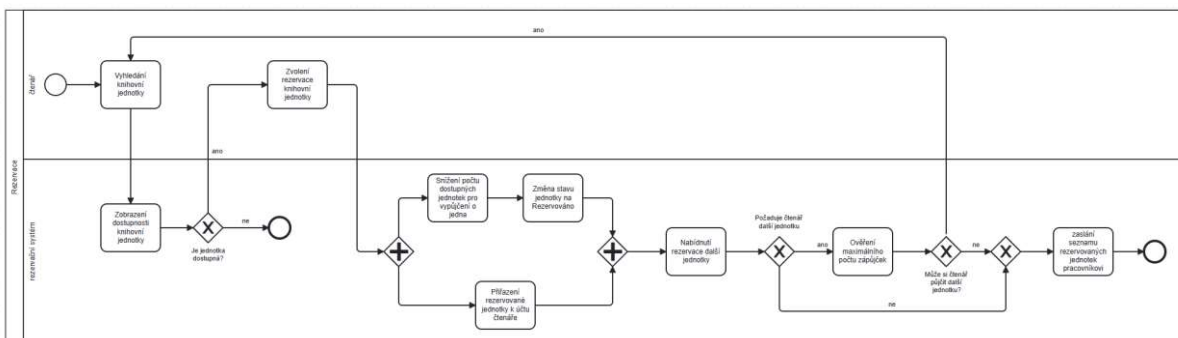 Rezervace
čtenář
rezervační systém
ano
Vyhledání
knihovní
jednotky
Zvolení
rezervace
knihovní
jednotky
ano
Zobrazení
dostupnosti
knihovní
jednotky
Je jednotka
dostupná?
ne
Snížení počtu
dostupných
jednotek pro
vypůjčení o
jedna
Změna stavu
jednotky na
Rezervováno
Přiřazení
rezervované
jednotky k účtu
čtenáře
Nabídnutí
rezervace další
jednotky
Požaduje čtenář
další jednotku
ano
Ověření
maximálního
počtu zápůjček
ne
Může si čtenář
půjčit další
jednotku?
ne
zaslání
seznamu
rezervovaných
jednotek
pracovníkovi